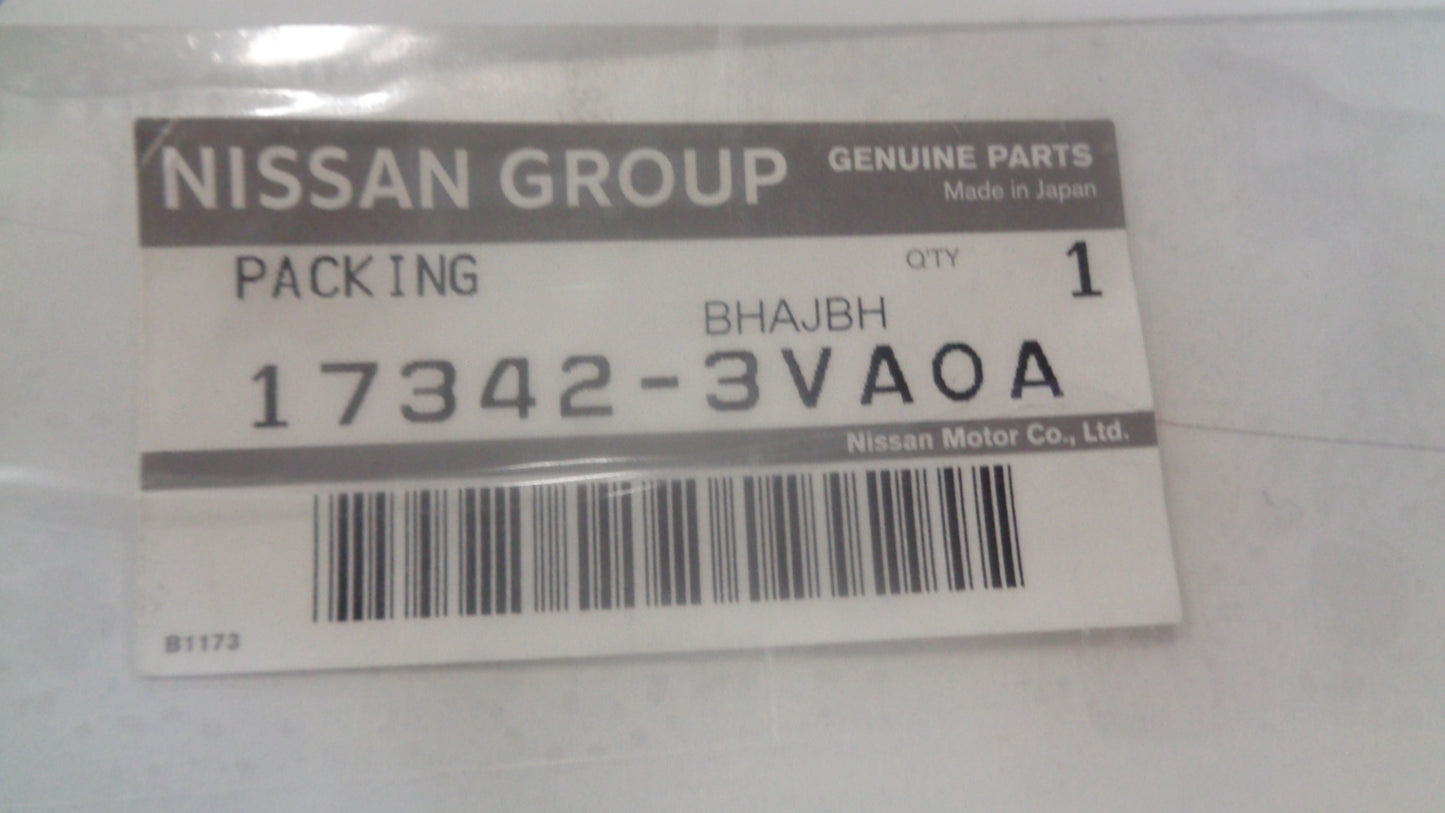 NISSAN GROUP GENUINE PARTS
Made in Japan
PACKING Q'TY 1
BHAJBH
17342-3VA0A
Nissan Motor Co., Ltd.
B1173